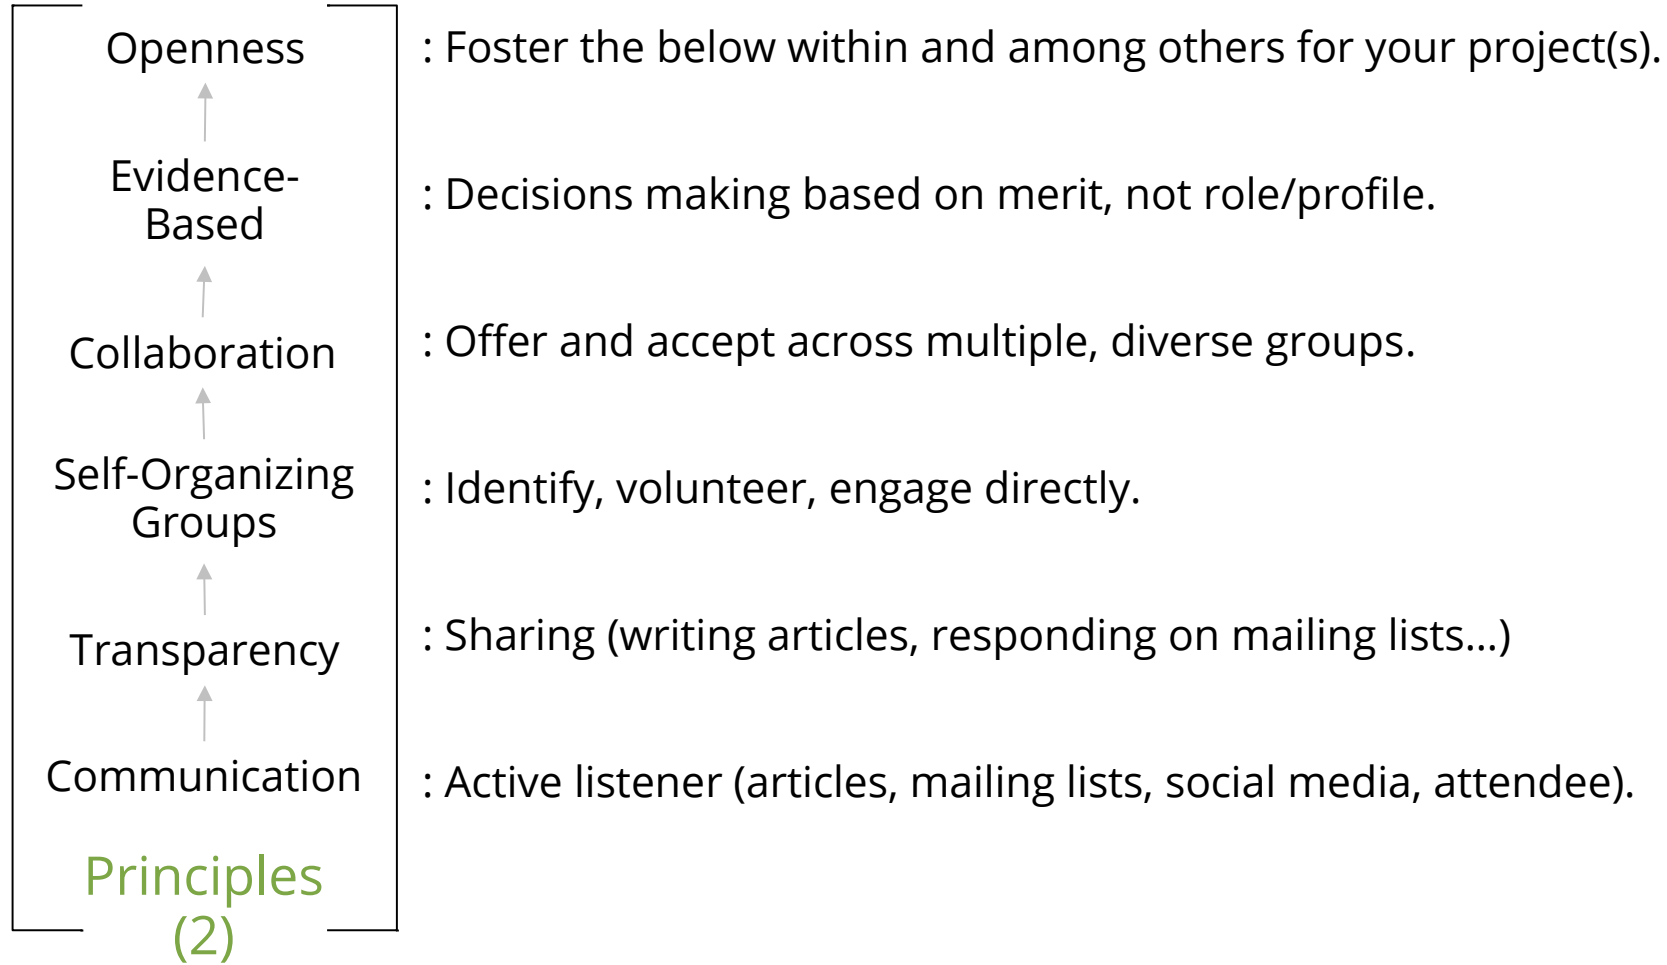 Openness
: Foster the below within and among others for your project(s).
Evidence-
Based
: Decisions making based on merit, not role/profile.
Collaboration
: Offer and accept across multiple, diverse groups.
Self-Organizing
Groups
: Identify, volunteer, engage directly.
Transparency
: Sharing (writing articles, responding on mailing lists...)
Communication
: Active listener (articles, mailing lists, social media, attendee).
Principles
(2)